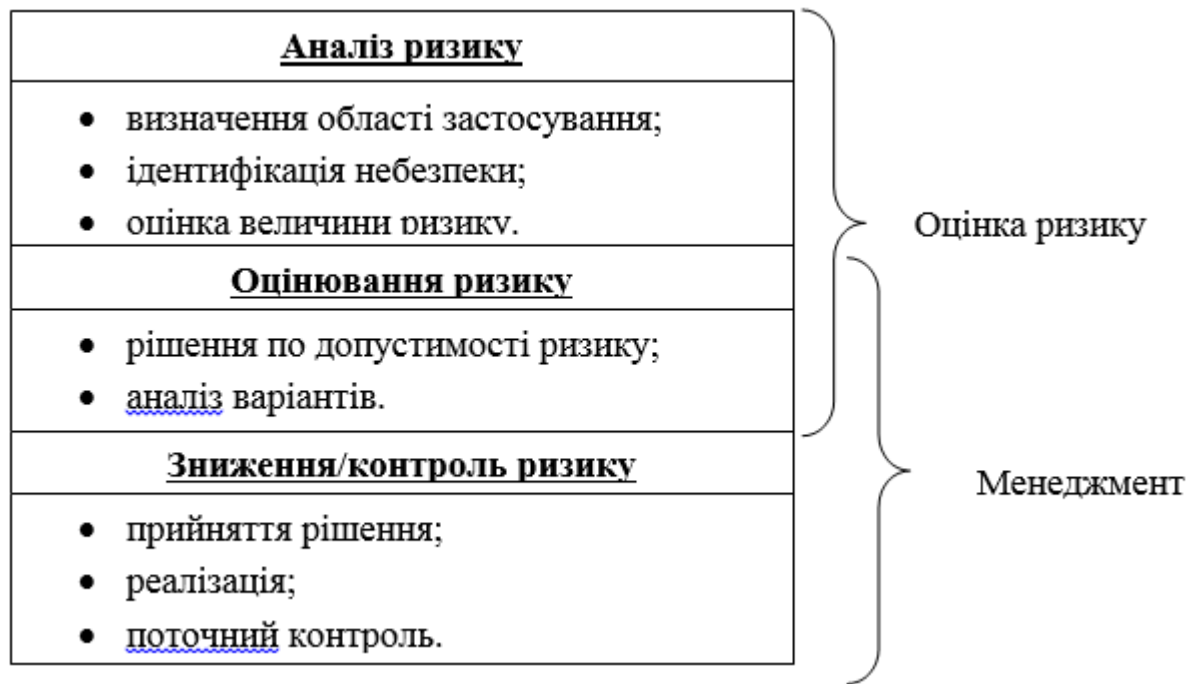 Аналіз ризику
• визначення області застосування;
• ідентифікація небезпеки;
• оцінка величини ризику.
Оцінювання ризику
• рішення по допустимості ризику;
• аналіз варіантів.
Зниження/контроль ризику
• прийняття рішення;
• реалізація;
• поточний контроль.
Оцінка ризику
Менеджмент